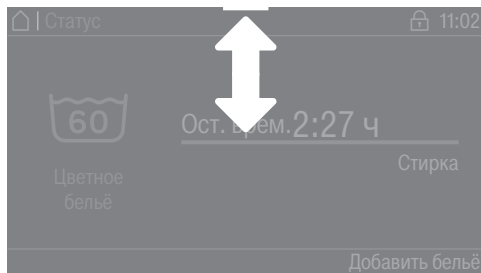 Статус 11:02
60
Ост. врем. 2:27 ч
Стирка
Цветное
бельё
Добавить бельё